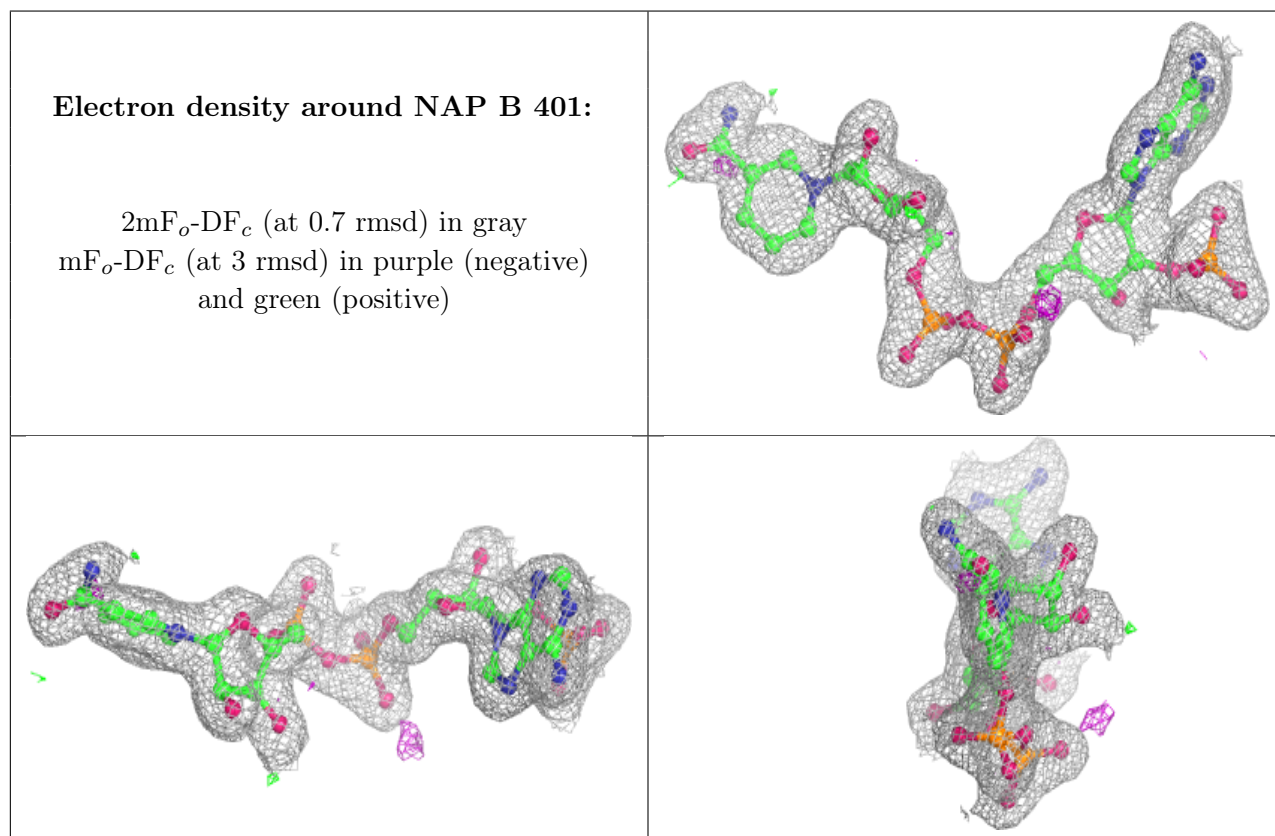 Electron density around NAP B 401:
2mFo-DFc (at 0.7 rmsd) in gray
mFo-DFc (at 3 rmsd) in purple (negative)
and green (positive)